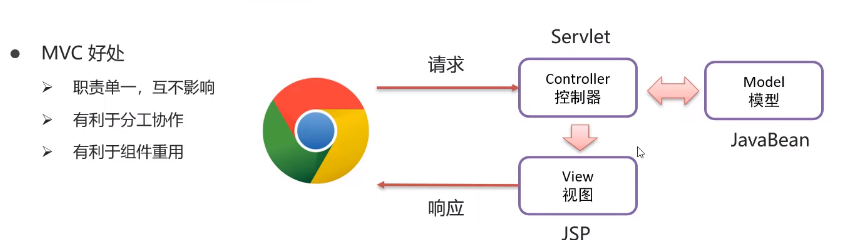 MVC 好处
职责单一，互不影响
有利于分工协作
有利于组件重用
请求
响应
Servlet
Controller
控制器
Model
模型
JavaBean
View
视图
JSP